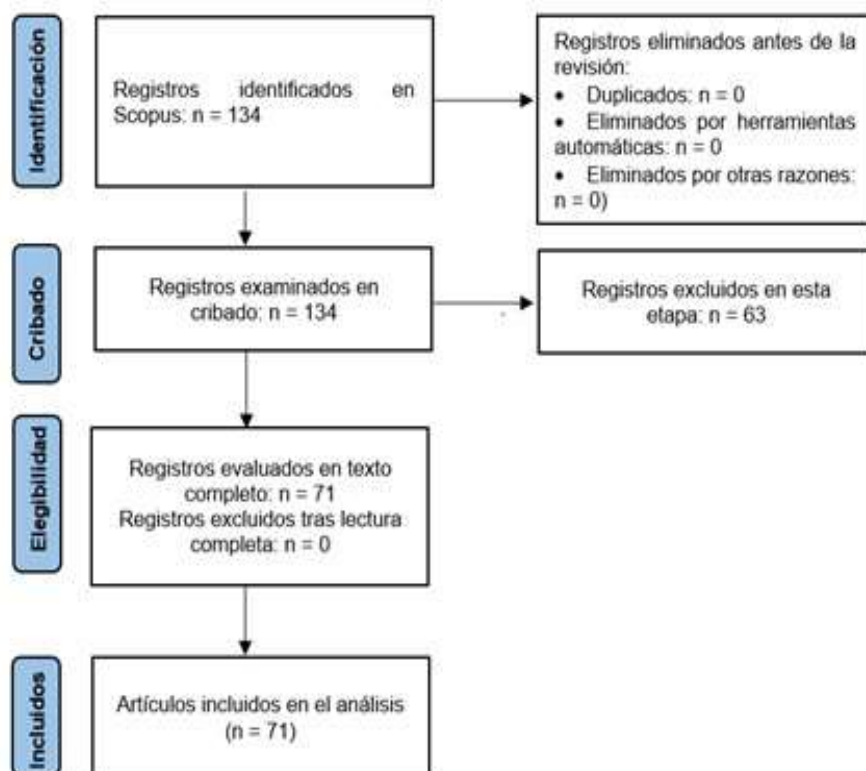 Identificación
Registros identificados en
Scopus: n = 134
Registros eliminados antes de la
revisión:
• Duplicados: n = 0
• Eliminados por herramientas
automáticas: n = 0
• Eliminados por otras razones:
n = 0)
Cribado
Registros examinados en
cribado: n = 134
Registros excluidos en esta
etapa: n = 63
Elegibilidad
Registros evaluados en texto
completo: n = 71
Registros excluidos tras lectura
completa: n = 0
Incluidos
Artículos incluidos en el análisis
(n = 71)